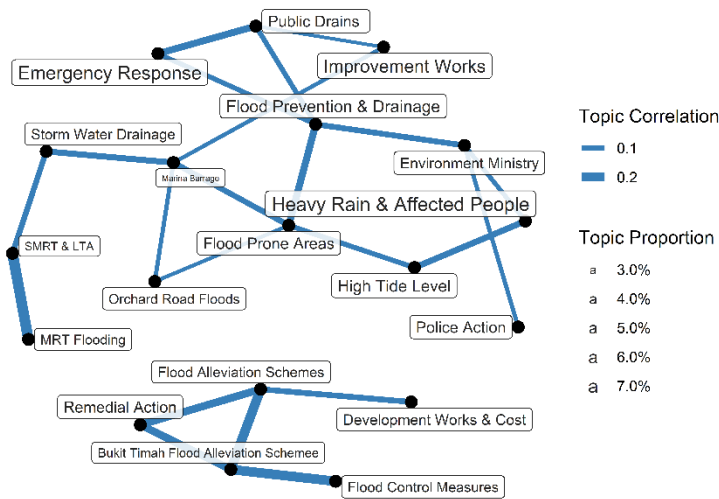 Public Drains
Emergency Response
Improvement Works
Flood Prevention & Drainage
Topic Correlation
0.1
0.2
Storm Water Drainage
Environment Ministry
Marina Barrage
Heavy Rain & Affected People
SMRT & LTA
Flood Prone Areas
Topic Proportion
High Tide Level
Orchard Road Floods
a 3.0%
a 4.0%
a 5.0%
a 6.0%
a 7.0%
Police Action
MRT Flooding
Flood Alleviation Schemes
Remedial Action
Development Works & Cost
Bukit Timah Flood Alleviation Schemee
Flood Control Measures